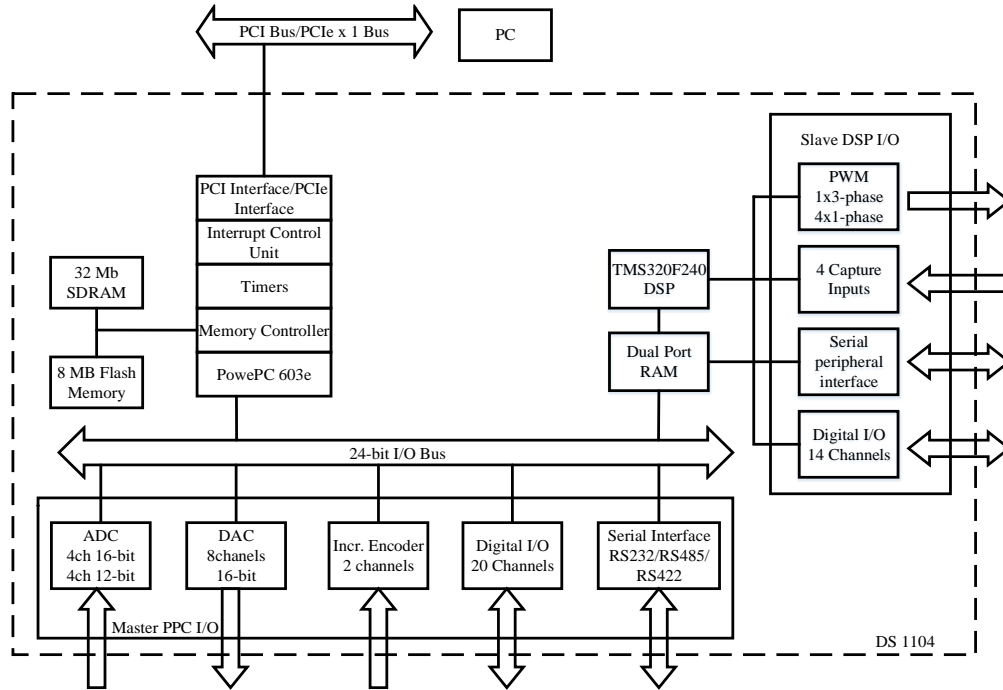 PCI Bus/PCIe x 1 Bus
PC
Slave DSP I/O
PWM
1x3-phase
4x1-phase
PCI Interface/PCIe
Interface
Interrupt Control
Unit
Timers
Memory Controller
PowePC 603e
32 Mb
SDRAM
8 MB Flash
Memory
TMS320F240
DSP
Dual Port
RAM
4 Capture
Inputs
Serial
peripheral
interface
Digital I/O
14 Channels
24-bit I/O Bus
ADC
4ch 16-bit
4ch 12-bit
DAC
8chanels
16-bit
Incr. Encoder
2 channels
Digital I/O
20 Channels
Serial Interface
RS232/RS485/
RS422
Master PPC I/O
DS 1104